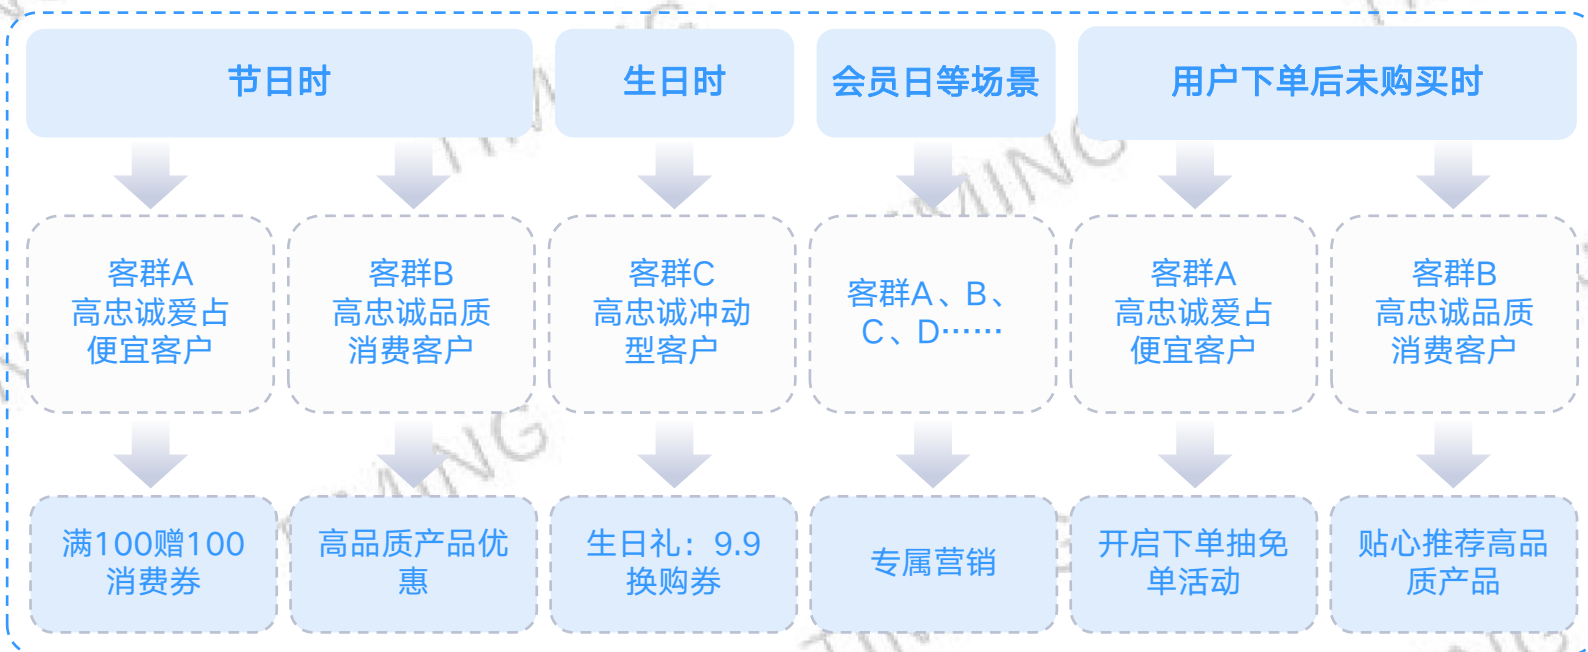 节日时
生日时
会员日等场景
用户下单后未购买时
客群A
高忠诚爱占
便宜客户
客群B
高忠诚品质
消费客户
客群C
高忠诚冲动
型客户
客群A、B、
C、D……
客群A
高忠诚爱占
便宜客户
客群B
高忠诚品质
消费客户
满100赠100
消费券
高品质产品优
惠
生日礼：9.9
换购券
专属营销
开启下单抽免
单活动
贴心推荐高品
质产品